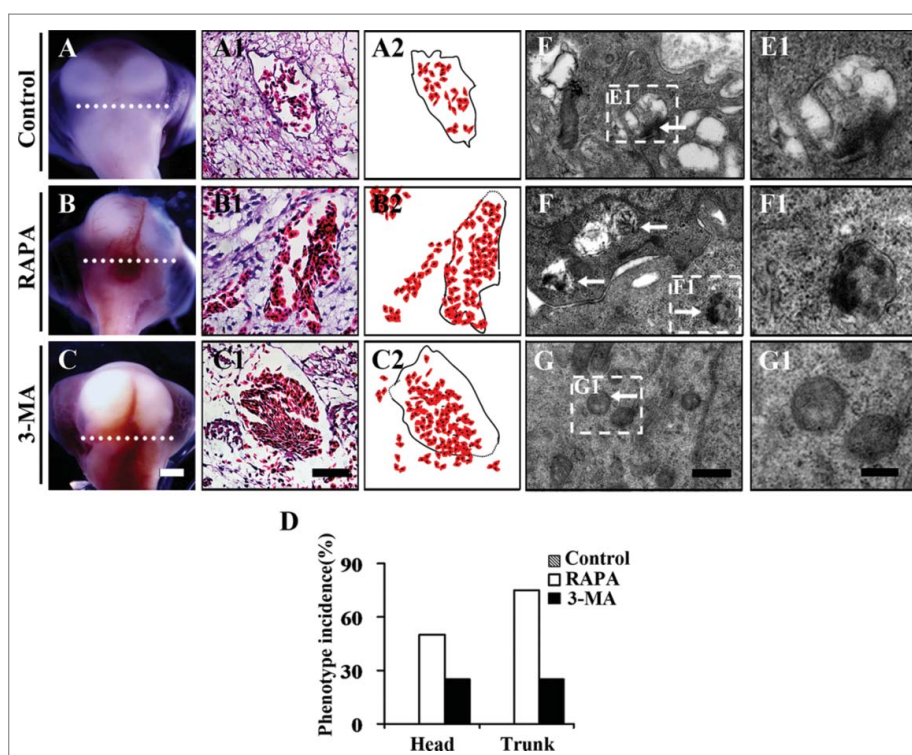 Control
A
A1
A2
E
E1
E1
RAPA
B
B1
B2
F
F1
F1
3-MA
C
C1
C2
G
G1
G1
D
Phenotype incidence(%)
90
60
30
0
Control
RAPA
3-MA
Head
Trunk